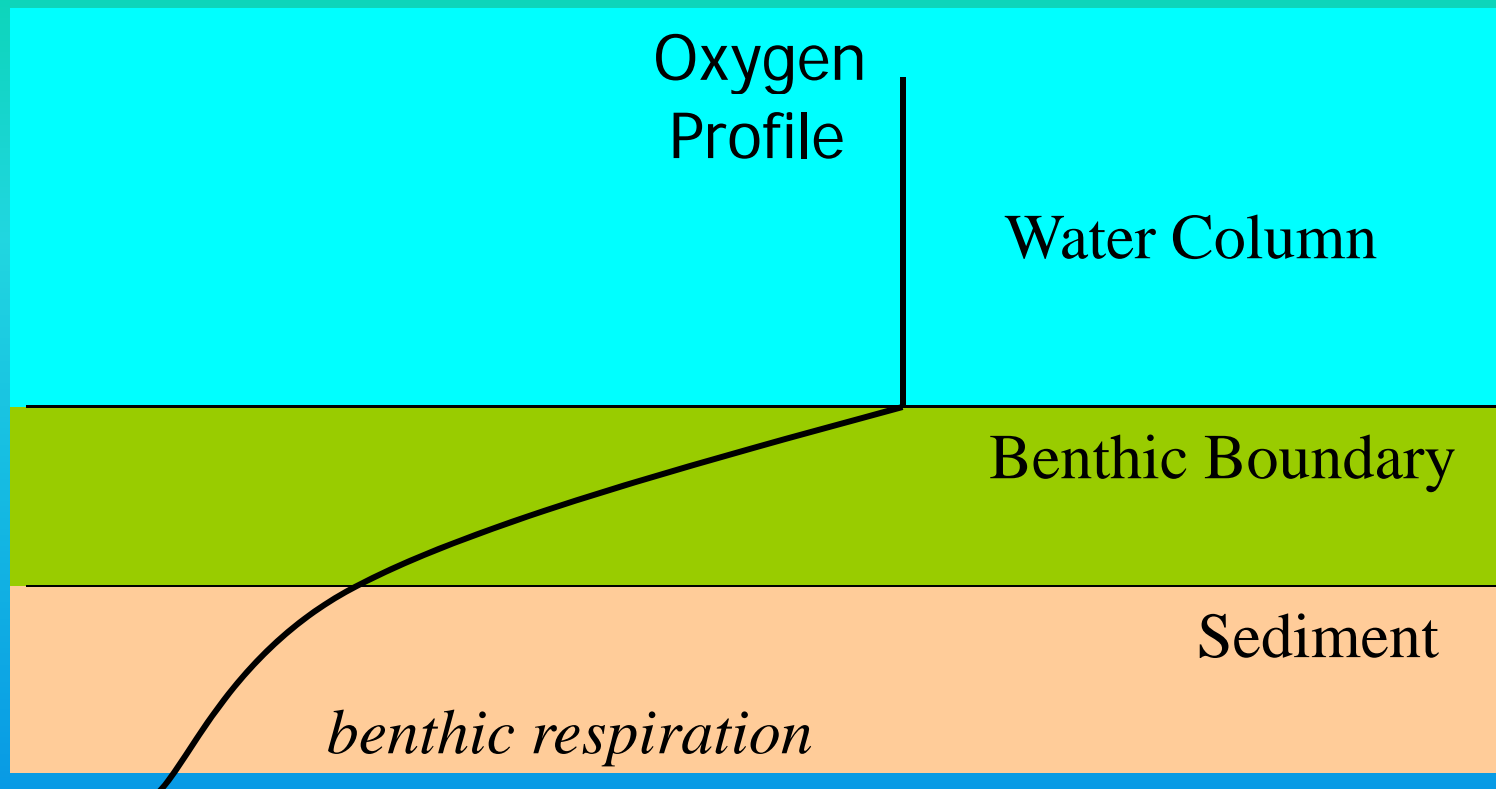 Oxygen
Profile
Water Column
Benthic Boundary
Sediment
benthic respiration